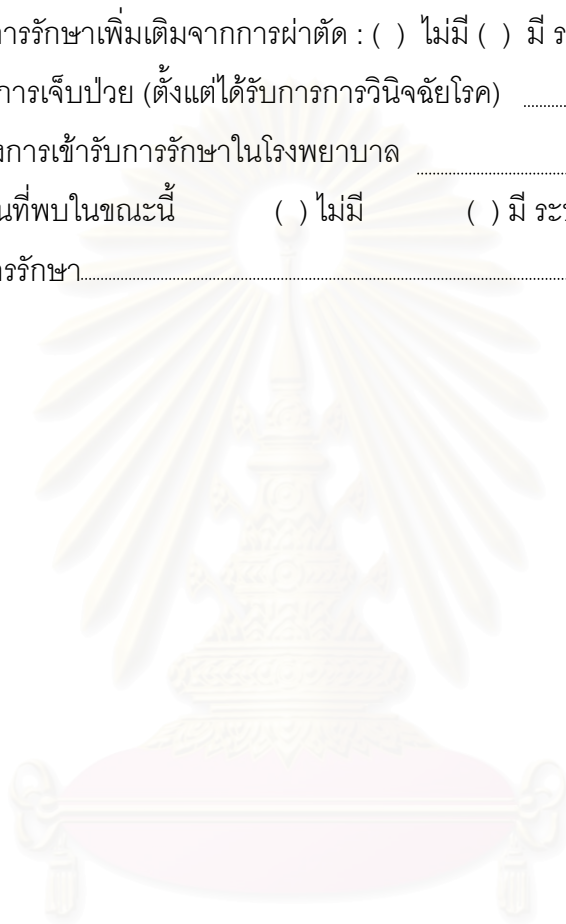 การรักษาเพิ่มเติมจากการผ่าตัด : ( ) ไม่มี ( ) มี ร
การเจ็บป่วย (ตั้งแต่ได้รับการการวินิจฉัยโรค) ..........
งการเข้ารับการรักษาในโรงพยาบาล ..............................
นที่พบในขณะนี้ ( ) ไม่มี ( ) มี ระ
ารรักษา....................................................................................................